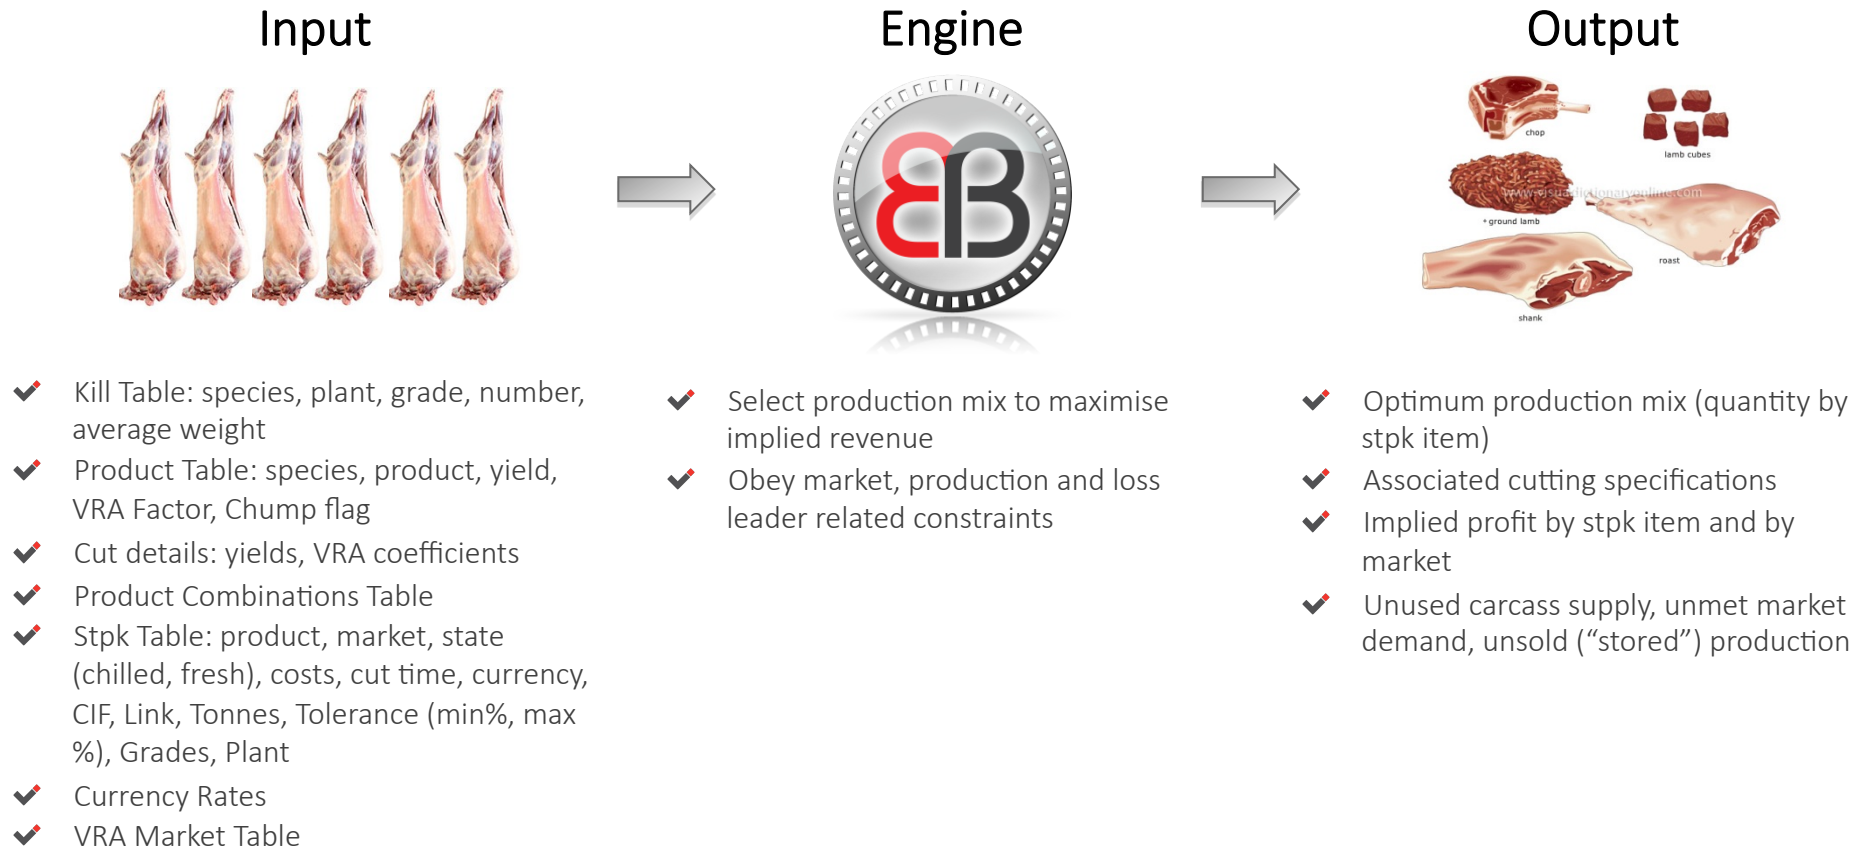 Input
Engine
Output
chop
lamb cubes
www.visualdictionaryonline.com
+ ground lamb
roast
shank
Kill Table: species, plant, grade, number,
average weight
Product Table: species, product, yield,
VRA Factor, Chump flag
Cut details: yields, VRA coefficients
Product Combinations Table
Stpk Table: product, market, state
(chilled, fresh), costs, cut time, currency,
CIF, Link, Tonnes, Tolerance (min%, max
%), Grades, Plant
Currency Rates
VRA Market Table
Select production mix to maximise
implied revenue
Obey market, production and loss
leader related constraints
Optimum production mix (quantity by
stpk item)
Associated cutting specifications
Implied profit by stpk item and by
market
Unused carcass supply, unmet market
demand, unsold (“stored”) production